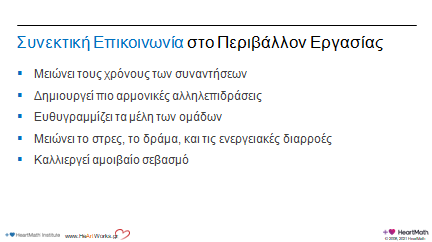 Συνεκτική Επικοινωνία στο Περιβάλλον Εργασίας
Μειώνει τους χρόνους των συναντήσεων
Δημιουργεί πιο αρμονικές αλληλεπιδράσεις
Ευθυγραμμίζει τα μέλη των ομάδων
Μειώνει το στρες, το δράμα, και τις ενεργειακές διαρροές
Καλλιεργεί αμοιβαίο σεβασμό
HeartMath Institute www.HeArtWorks.gr
HeartMath
HeartMath